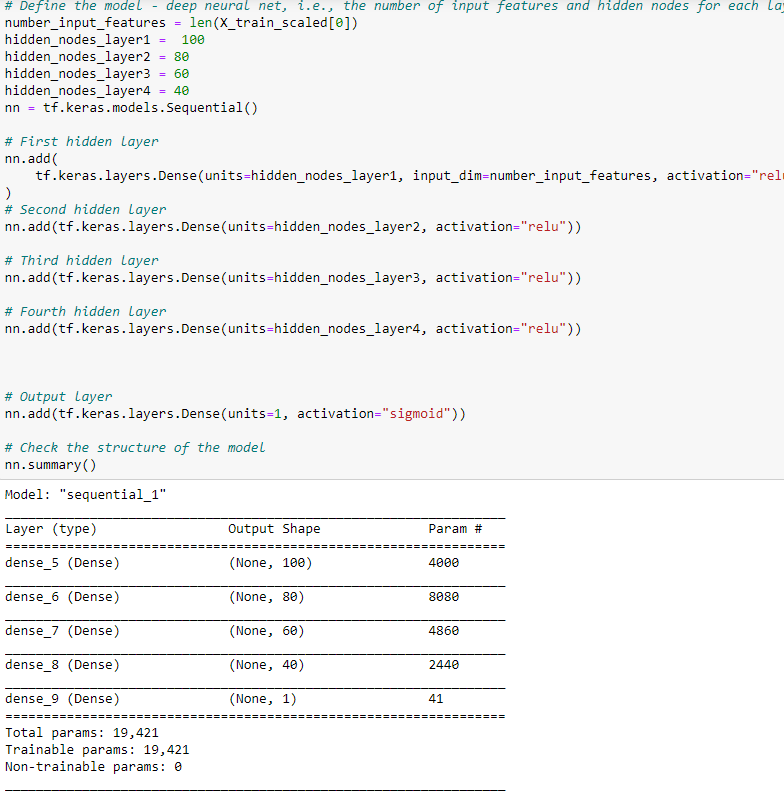 # Define the model - deep neural net, i.e., the number of input features and hidden nodes for each
number_input_features = len(X_train_scaled[0])
hidden_nodes_layer1 =  100
hidden_nodes_layer2 = 80
hidden_nodes_layer3 = 60
hidden_nodes_layer4 = 40
nn = tf.keras.models.Sequential()
# First hidden layer
nn.add(
    tf.keras.layers.Dense(units=hidden_nodes_layer1, input_dim=number_input_features, activation="rel
)
# Second hidden layer
nn.add(tf.keras.layers.Dense(units=hidden_nodes_layer2, activation="relu"))
# Third hidden layer
nn.add(tf.keras.layers.Dense(units=hidden_nodes_layer3, activation="relu"))
# Fourth hidden layer
nn.add(tf.keras.layers.Dense(units=hidden_nodes_layer4, activation="relu"))
# Output layer
nn.add(tf.keras.layers.Dense(units=1, activation="sigmoid"))
# Check the structure of the model
nn.summary()
Model: "sequential_1"
Layer (type) Output Shape Param #
dense_5 (Dense) (None, 100) 4000
dense_6 (Dense) (None, 80) 8080
dense_7 (Dense) (None, 60) 4860
dense_8 (Dense) (None, 40) 2440
dense_9 (Dense) (None, 1) 41
Total params: 19,421
Trainable params: 19,421
Non-trainable params: 0